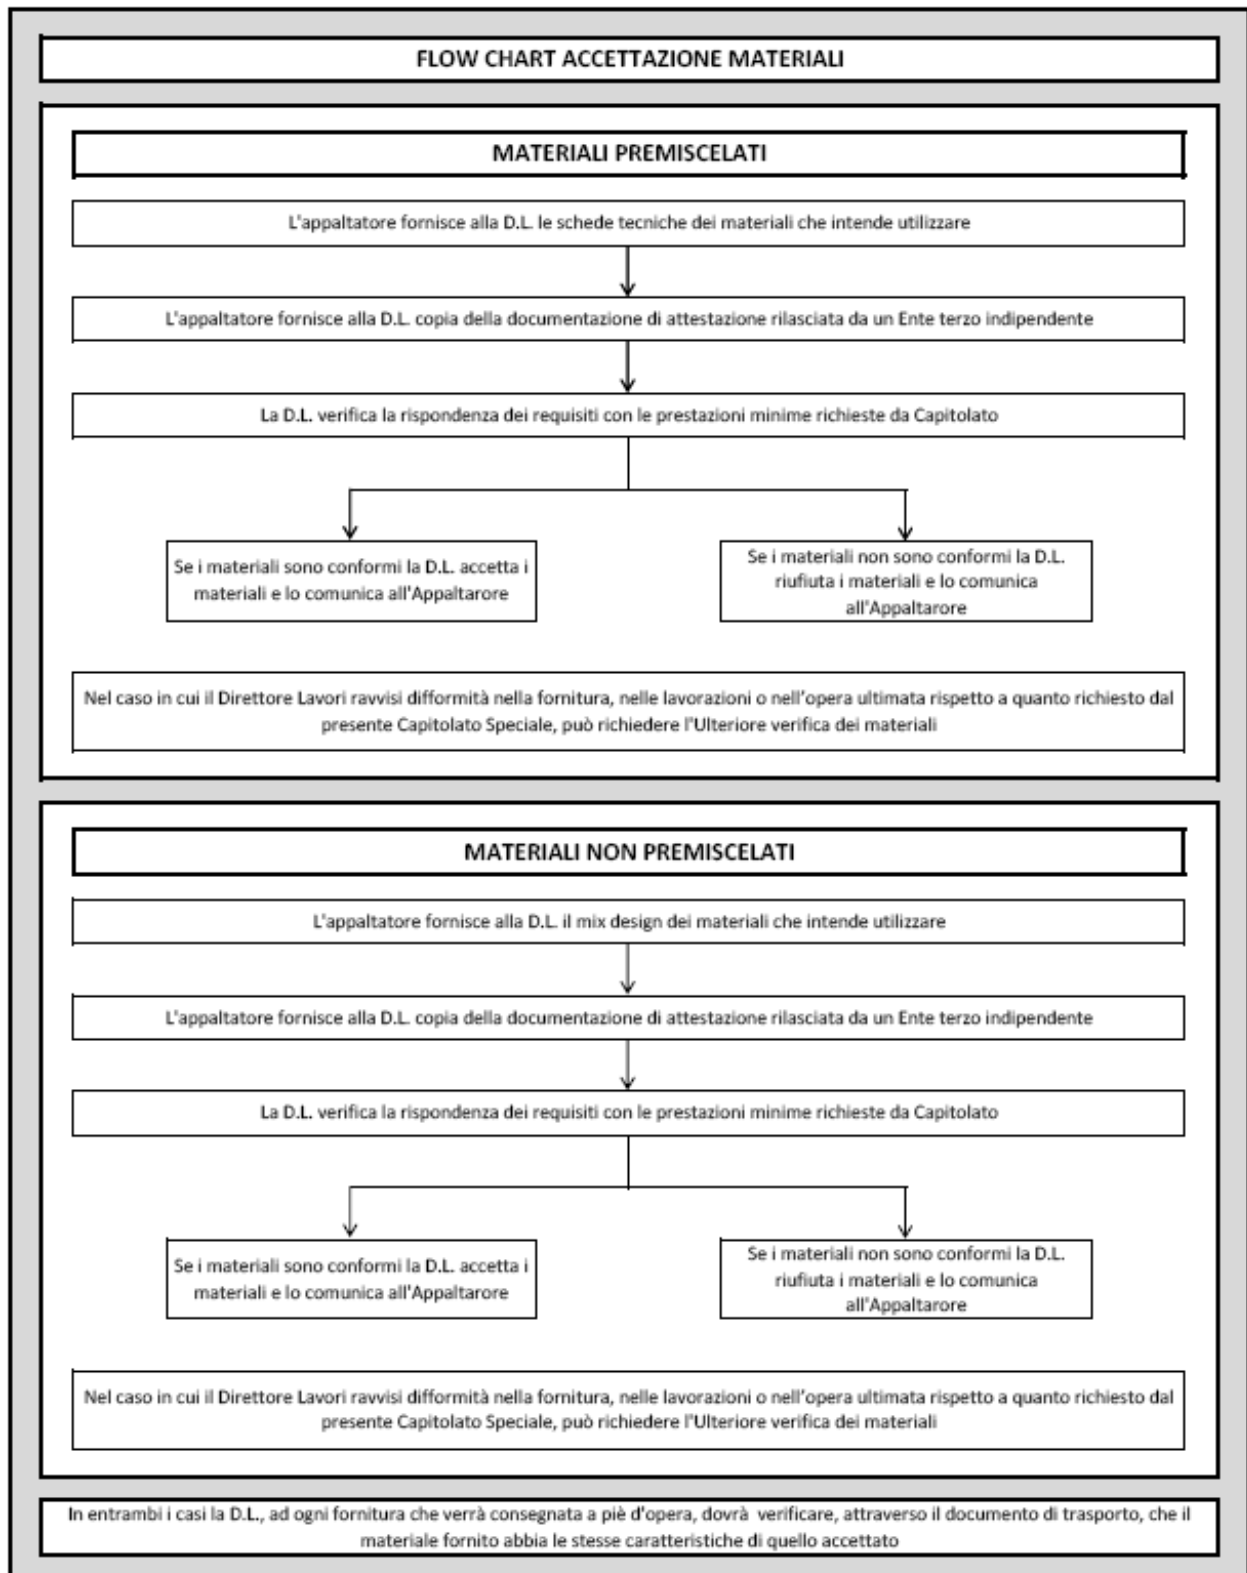 FLOW CHART ACCETTAZIONE MATERIALI
MATERIALI PREMISCELATI
L'appaltatore fornisce alla D.L. le schede tecniche dei materiali che intende utilizzare
L'appaltatore fornisce alla D.L. copia della documentazione di attestazione rilasciata da un Ente terzo indipendente
La D.L. verifica la rispondenza dei requisiti con le prestazioni minime richieste da Capitolato
Se i materiali sono conformi la D.L. accetta i
materiali e lo comunica all'Appaltarore
Se i materiali non sono conformi la D.L.
riufiuta i materiali e lo comunica
all'Appaltarore
Nel caso in cui il Direttore Lavori ravvisi difformità nella fornitura, nelle lavorazioni o nell'opera ultimata rispetto a quanto richiesto dal
presente Capitolato Speciale, può richiedere l'Ulteriore verifica dei materiali
MATERIALI NON PREMISCELATI
L'appaltatore fornisce alla D.L. il mix design dei materiali che intende utilizzare
L'appaltatore fornisce alla D.L. copia della documentazione di attestazione rilasciata da un Ente terzo indipendente
La D.L. verifica la rispondenza dei requisiti con le prestazioni minime richieste da Capitolato
Se i materiali sono conformi la D.L. accetta i
materiali e lo comunica all'Appaltarore
Se i materiali non sono conformi la D.L.
riufiuta i materiali e lo comunica
all'Appaltarore
Nel caso in cui il Direttore Lavori ravvisi difformità nella fornitura, nelle lavorazioni o nell'opera ultimata rispetto a quanto richiesto dal
presente Capitolato Speciale, può richiedere l'Ulteriore verifica dei materiali
In entrambi i casi la D.L., ad ogni fornitura che verrà consegnata a piè d'opera, dovrà verificare, attraverso il documento di trasporto, che il
materiale fornito abbia le stesse caratteristiche di quello accettato